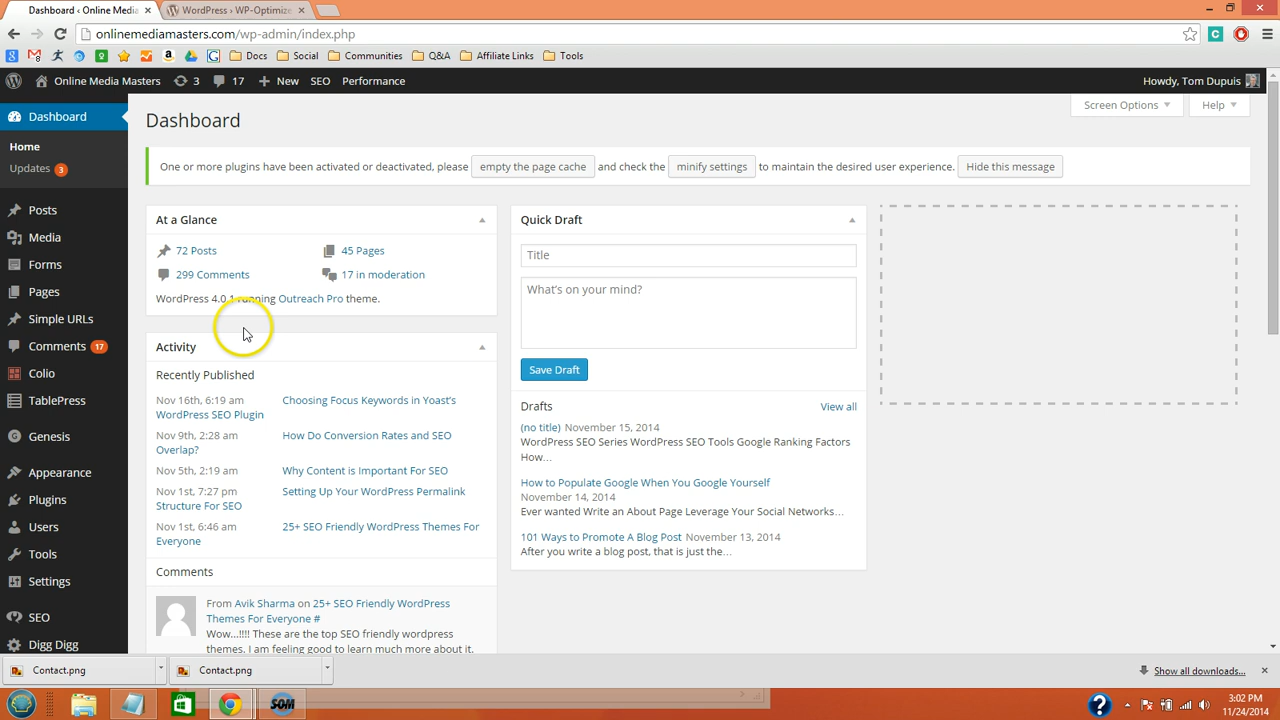 Dashboard ‹ Online Media
WordPress › WP-Optimize
onlinemediamasters.com/wp-admin/index.php
Docs Social Communities Q&A Affiliate Links Tools
Online Media Masters 3 17 New SEO Performance
Howdy, Tom Dupuis
Dashboard
Home
Updates 3
Posts
Media
Forms
Pages
Simple URLs
Comments 17
Colio
TablePress
Genesis
Appearance
Plugins
Users
Tools
Settings
SEO
Digg Digg
Screen Options
Help
Dashboard
One or more plugins have been activated or deactivated, please empty the page cache and check the minify settings to maintain the desired user experience. Hide this message
At a Glance
72 Posts 45 Pages
299 Comments 17 in moderation
WordPress 4.0.1 running Outreach Pro theme.
Activity
Recently Published
Nov 16th, 6:19 am Choosing Focus Keywords in Yoast's
WordPress SEO Plugin
Nov 9th, 2:28 am How Do Conversion Rates and SEO
Overlap?
Nov 5th, 2:19 am Why Content is Important For SEO
Nov 1st, 7:27 pm Setting Up Your WordPress Permalink
Structure For SEO
Nov 1st, 6:46 am 25+ SEO Friendly WordPress Themes For
Everyone
Comments
From Avik Sharma on 25+ SEO Friendly WordPress
Themes For Everyone #
Wow...!!!! These are the top SEO friendly wordpress
themes. I am feeling good to learn much more about it.
Quick Draft
Title
What's on your mind?
Save Draft
Drafts View all
(no title) November 15, 2014
WordPress SEO Series WordPress SEO Tools Google Ranking Factors
How…
How to Populate Google When You Google Yourself
November 14, 2014
Ever wanted Write an About Page Leverage Your Social Networks…
101 Ways to Promote A Blog Post November 13, 2014
After you write a blog post, that is just the…
Contact.png
Contact.png
Show all downloads...
SOM
3:02 PM
11/24/2014